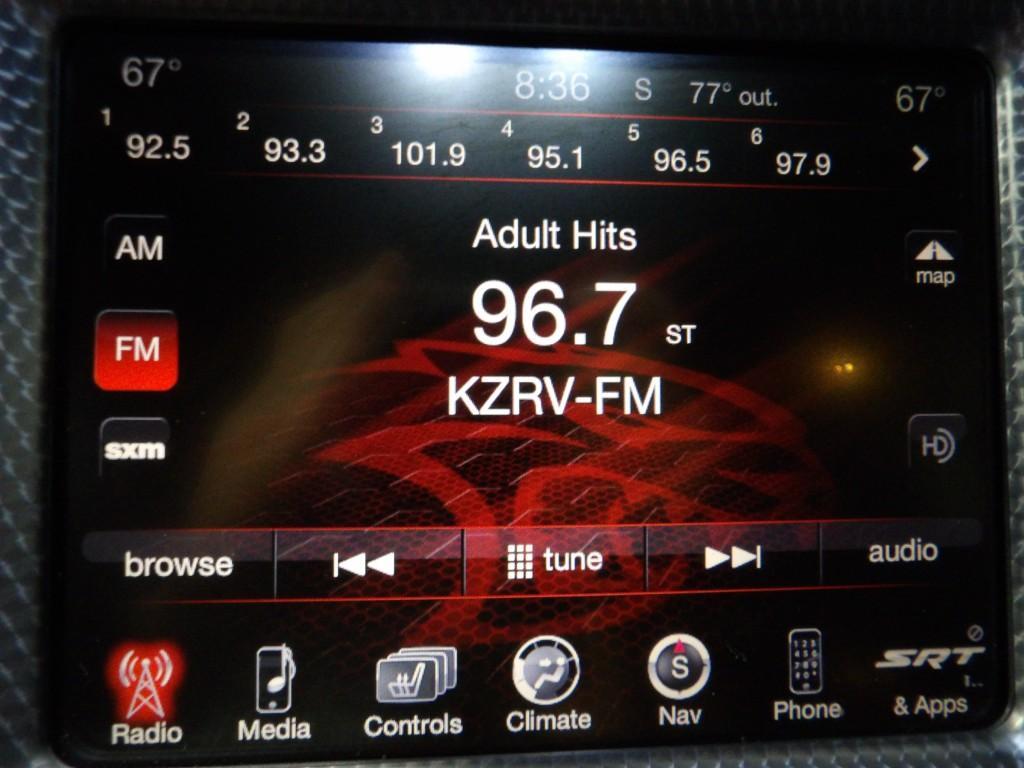 67° 8:36 S 77° out. 67°
1 92.5 2 93.3 3 101.9 4 95.1 5 96.5 6 97.9
Adult Hits
AM
map
96.7 ST
FM
KZRV-FM
sxm
HD
browse tune audio
S
SRT
Radio Media Controls Climate Nav Phone & Apps